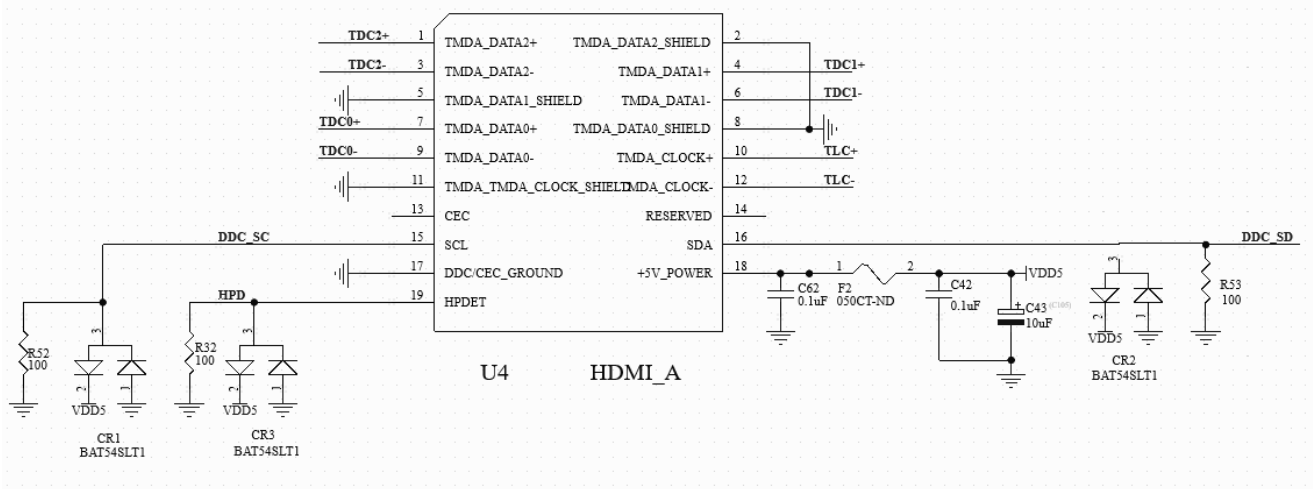 TDC2+ 1 TMDA_DATA2+ TMDA_DATA2_SHIELD 2
TDC2- 3 TMDA_DATA2- TMDA_DATA1+ 4 TDC1+
5 TMDA_DATA1_SHIELD TMDA_DATA1- 6 TDC1-
TDC0+ 7 TMDA_DATA0+ TMDA_DATA0_SHIELD 8
TDC0- 9 TMDA_DATA0- TMDA_CLOCK+ 10 TLC+
11 TMDA_TMDA_CLOCK_SHIELD TMDA_CLOCK- 12 TLC-
13 CEC RESERVED 14
DDC_SC 15 SCL SDA 16 DDC_SD
17 DDC/CEC_GROUND +5V_POWER 18 1 2 VDD5
HPD 19 HPDET
C62
0.1uF
F2
050CT-ND
C42
0.1uF
+
C43 (C105)
10uF
3
2 1
VDD5
CR2
BAT54SLT1
R53
100
R52
100
3
2 1
VDD5
CR1
BAT54SLT1
R32
100
3
2 1
VDD5
CR3
BAT54SLT1
U4 HDMI_A